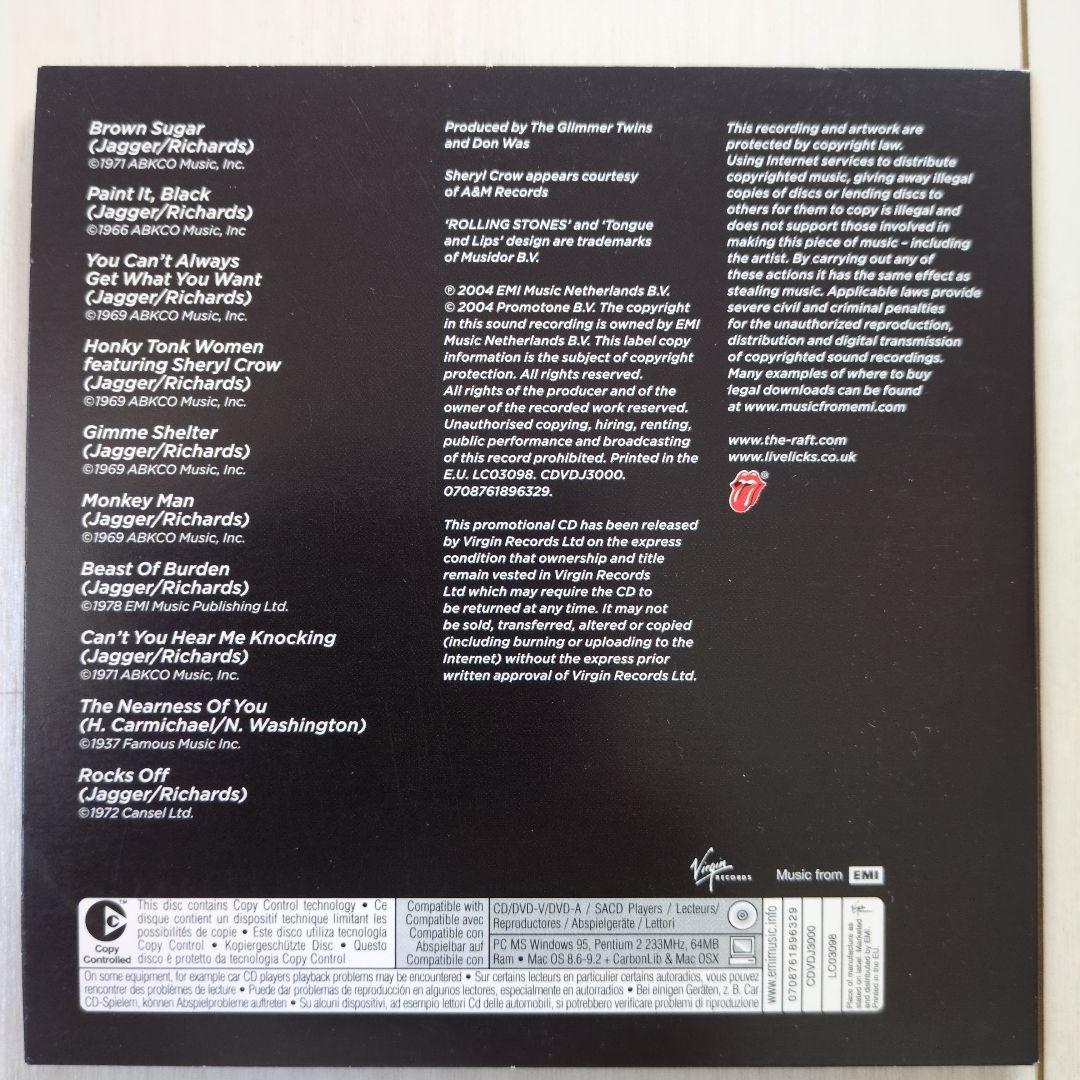 Brown Sugar
(Jagger/Richards)
©1971 ABKCO Music, Inc.
Paint It, Black
(Jagger/Richards)
©1966 ABKCO Music, Inc
You Can't Always
Get What You Want
(Jagger/Richards)
©1969 ABKCO Music, Inc.
Honky Tonk Women
featuring Sheryl Crow
(Jagger/Richards)
©1969 ABKCO Music, Inc.
Gimme Shelter
(Jagger/Richards)
©1969 ABKCO Music, Inc.
Monkey Man
(Jagger/Richards)
©1969 ABKCO Music, Inc.
Beast Of Burden
(Jagger/Richards)
©1978 EMI Music Publishing Ltd.
Can't You Hear Me Knocking
(Jagger/Richards)
©1971 ABKCO Music, Inc.
The Nearness Of You
(H. Carmichael/N. Washington)
©1937 Famous Music Inc.
Rocks Off
(Jagger/Richards)
©1972 Cansel Ltd.
Produced by The Glimmer Twins
and Don Was
Sheryl Crow appears courtesy
of A&M Records
'ROLLING STONES' and 'Tongue
and Lips' design are trademarks
of Musidor B.V.
℗ 2004 EMI Music Netherlands B.V.
© 2004 Promotone B.V. The copyright
in this sound recording is owned by EMI
Music Netherlands B.V. This label copy
information is the subject of copyright
protection. All rights reserved.
All rights of the producer and of the
owner of the recorded work reserved.
Unauthorised copying, hiring, renting,
public performance and broadcasting
of this record prohibited. Printed in the
E.U. LC03098. CDVDJ3000.
0708761896329.
This promotional CD has been released
by Virgin Records Ltd on the express
condition that ownership and title
remain vested in Virgin Records
Ltd which may require the CD to
be returned at any time. It may not
be sold, transferred, altered or copied
(including burning or uploading to the
Internet) without the express prior
written approval of Virgin Records Ltd.
This recording and artwork are
protected by copyright law.
Using Internet services to distribute
copyrighted music, giving away illegal
copies of discs or lending discs to
others for them to copy is illegal and
does not support those involved in
making this piece of music – including
the artist. By carrying out any of
these actions it has the same effect as
stealing music. Applicable laws provide
severe civil and criminal penalties
for the unauthorized reproduction,
distribution and digital transmission
of copyrighted sound recordings.
Many examples of where to buy
legal downloads can be found
at www.musicfromemi.com
www.the-raft.com
www.livelicks.co.uk
®
Virgin
RECORDS
Music from EMI
Copy
Controlled
This disc contains Copy Control technology • Ce
disque contient un dispositif technique limitant les
possibilités de copie • Este disco utiliza tecnología
Copy Control • Kopiergeschützte Disc • Questo
disco è protetto da tecnologia Copy Control
Compatible with
Compatible avec
Compatible con
Abspielbar auf
Compatible con
CD/DVD-V/DVD-A / SACD Players / Lecteurs/
Reproductores / Abspielgeräte / Lettori
PC MS Windows 95, Pentium 2 233MHz, 64MB
Ram • Mac OS 8.6-9.2 + CarbonLib & Mac OSX
On some equipment, for example car CD players playback problems may be encountered • Sur certains lecteurs en particulier certains autoradios, vous pouvez
rencontrer des problèmes de lecture • Puede dar problemas de reproducción en algunos lectores, especialmente en autorradios • Bei einigen Geräten, z. B. Car
CD-Spielern, können Abspielprobleme auftreten • Su alcuni dispositivi, ad esempio lettori Cd delle automobili, si potrebbero verificare problemi di riproduzione
www.emimusic.info
0708761896329
CDVDJ3000
LC03098
Place of manufacture as
stated on label. Marketed
and distributed by EMI.
Printed in the EU.